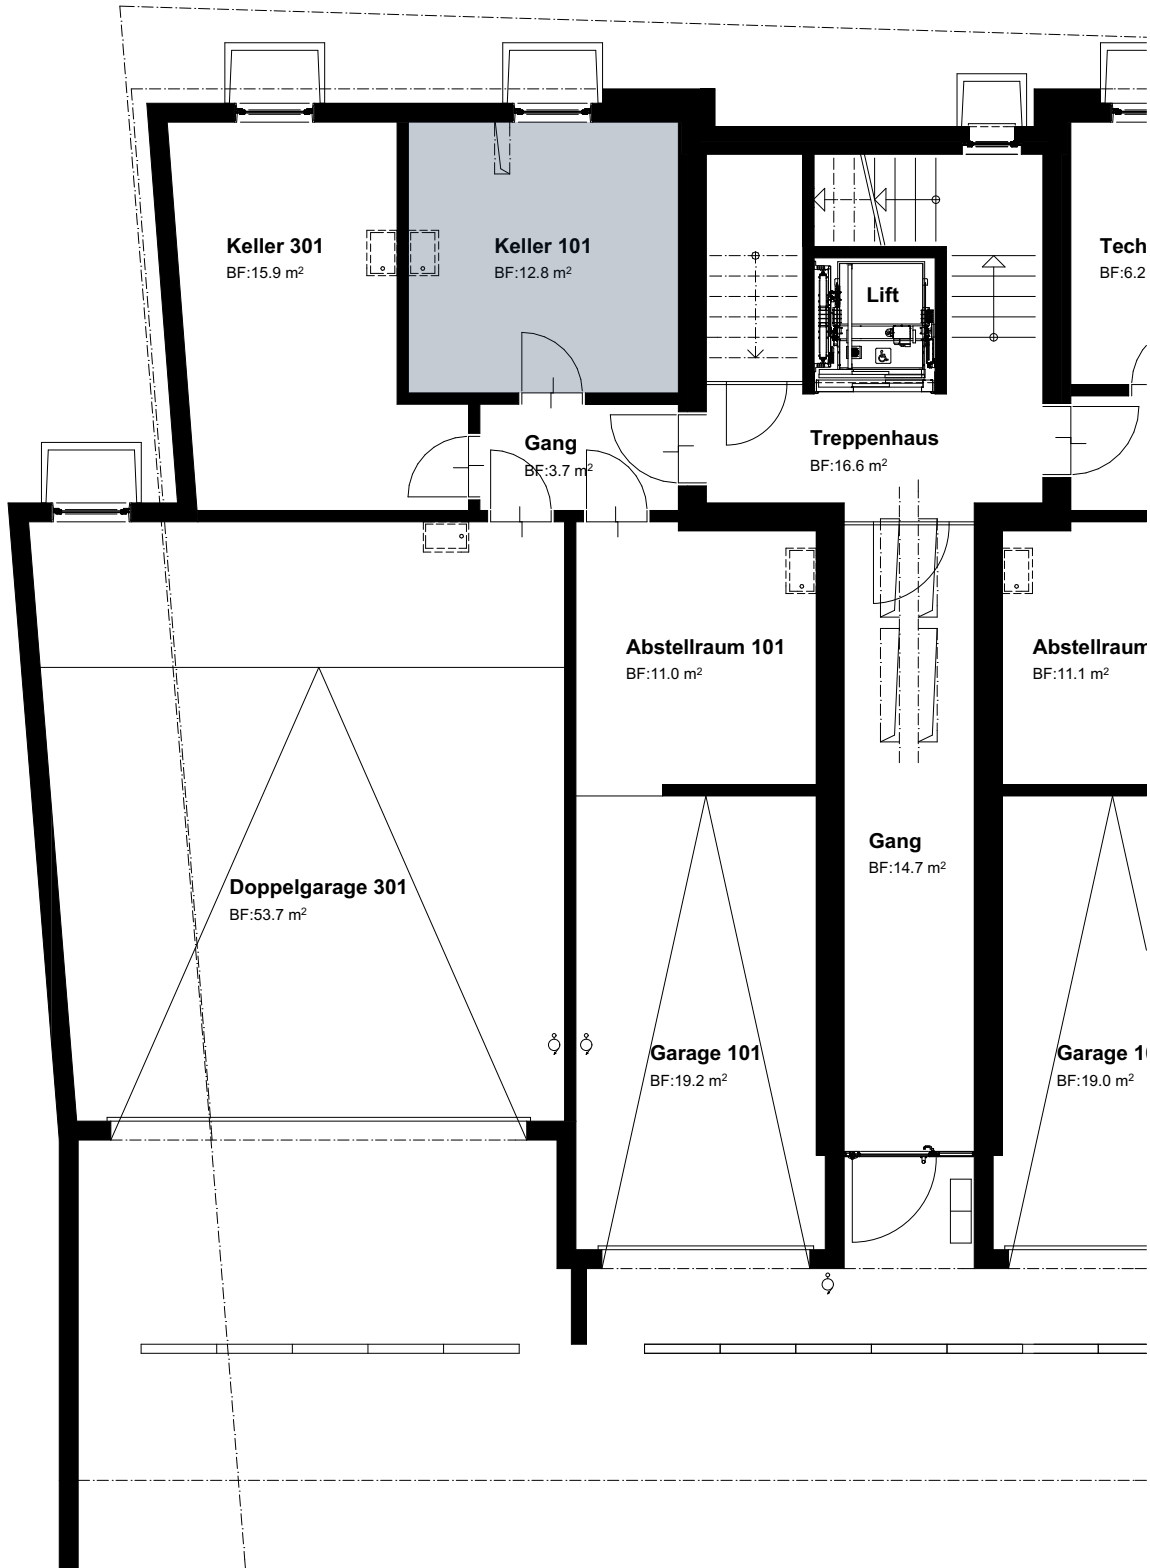 Keller 301
BF:15.9 m²
Keller 101
BF:12.8 m²
Lift
Tech
BF:6.2
Gang
BF:3.7 m²
Treppenhaus
BF:16.6 m²
Abstellraum 101
BF:11.0 m²
Abstellraum
BF:11.1 m²
Gang
BF:14.7 m²
Doppelgarage 301
BF:53.7 m²
Garage 101
BF:19.2 m²
Garage 10
BF:19.0 m²